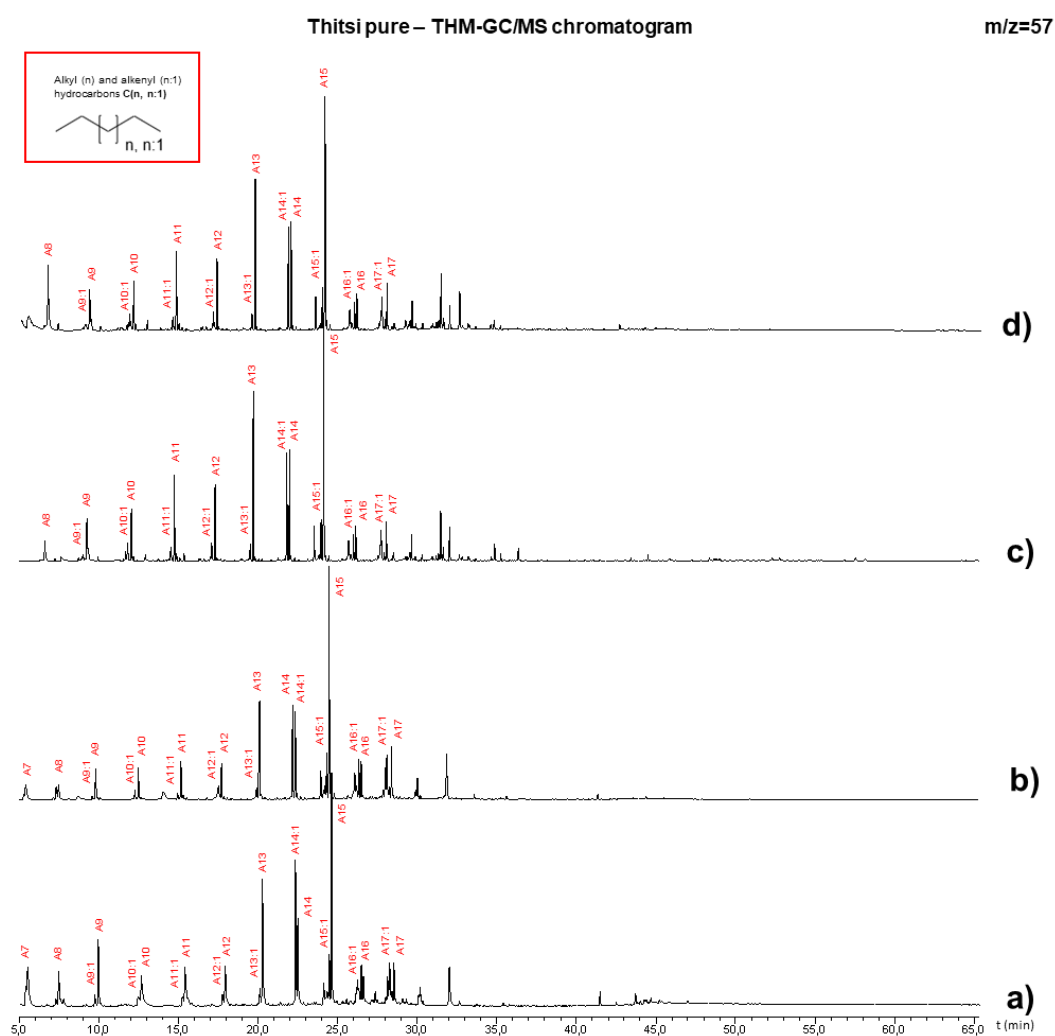 Thitsi pure – THM-GC/MS chromatogram
m/z=57
Alkyl (n) and alkenyl (n:1)
hydrocarbons C(n, n:1)
n, n:1
A8
A9:1
A9
A10:1
A10
A11:1
A11
A12:1
A12
A13:1
A13
A14:1
A14
A15:1
A15
A16:1
A16
A17:1
A17
d)
A8
A9:1
A9
A10:1
A10
A11:1
A11
A12:1
A12
A13:1
A13
A14:1
A14
A15:1
A15
A16:1
A16
A17:1
A17
c)
A7
A8
A9:1
A9
A10:1
A10
A11:1
A11
A12:1
A12
A13:1
A13
A14
A14:1
A15:1
A15
A16:1
A16
A17:1
A17
b)
A7
A8
A9:1
A9
A10:1
A10
A11:1
A11
A12:1
A12
A13:1
A13
A14:1
A14
A15:1
A15
A16:1
A16
A17:1
A17
a)
5,0 10,0 15,0 20,0 25,0 30,0 35,0 40,0 45,0 50,0 55,0 60,0 65,0
t (min)